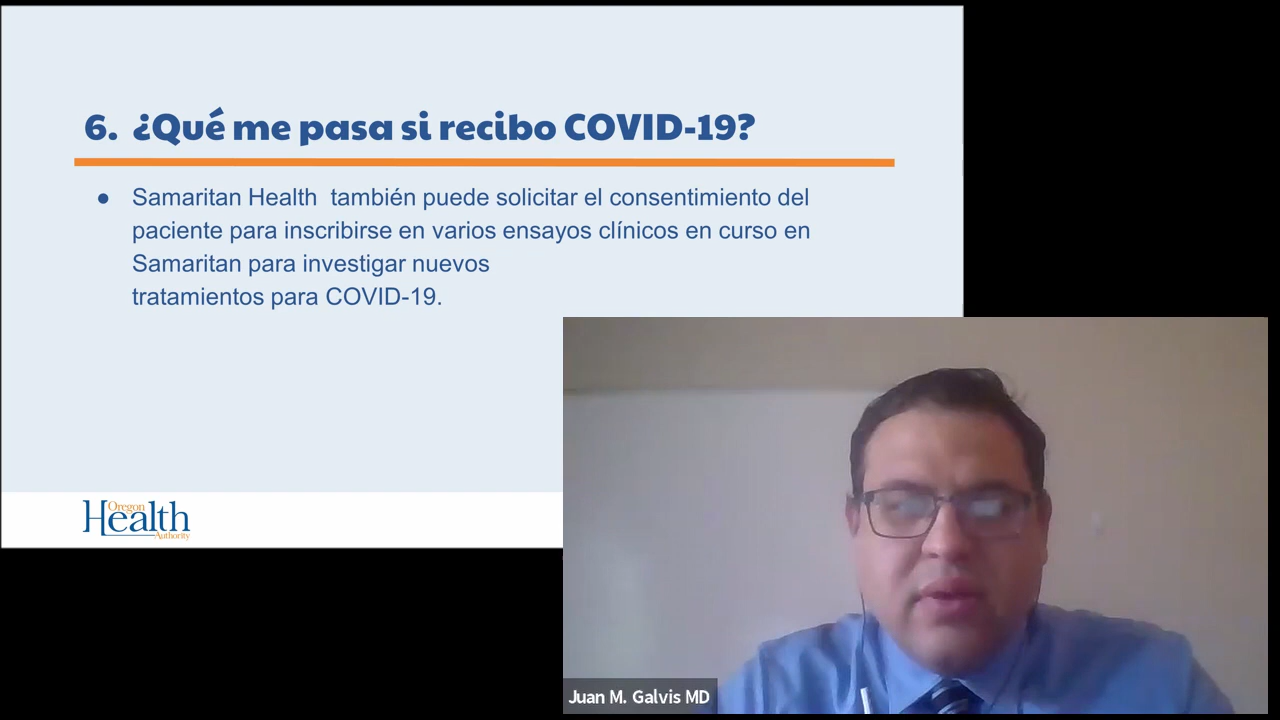 6. ¿Qué me pasa si recibo COVID-19?
● Samaritan Health también puede solicitar el consentimiento del
paciente para inscribirse en varios ensayos clínicos en curso en
Samaritan para investigar nuevos
tratamientos para COVID-19.
Oregon
Health
Authority
Juan M. Galvis MD